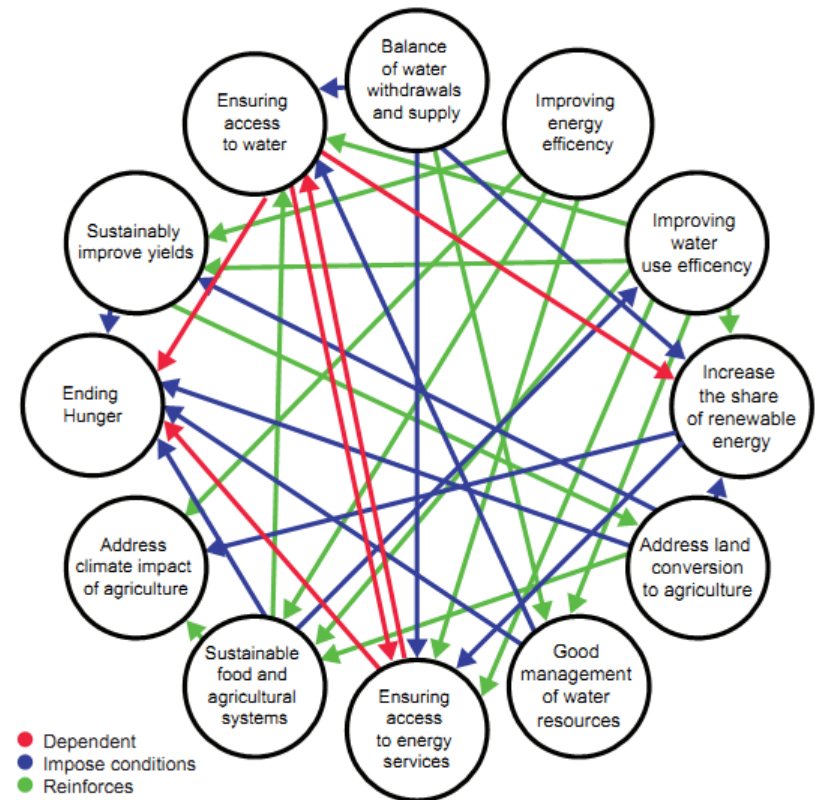 Balance
of water
withdrawals
and supply
Improving
energy
efficency
Ensuring
access
to water
Improving
water
use efficency
Sustainably
improve yields
Increase
the share
of renewable
energy
Ending
Hunger
Address
climate impact
of agriculture
Address land
conversion
to agriculture
Sustainable
food and
agricultural
systems
Good
management
of water
resources
Ensuring
access
to energy
services
Dependent
Impose conditions
Reinforces